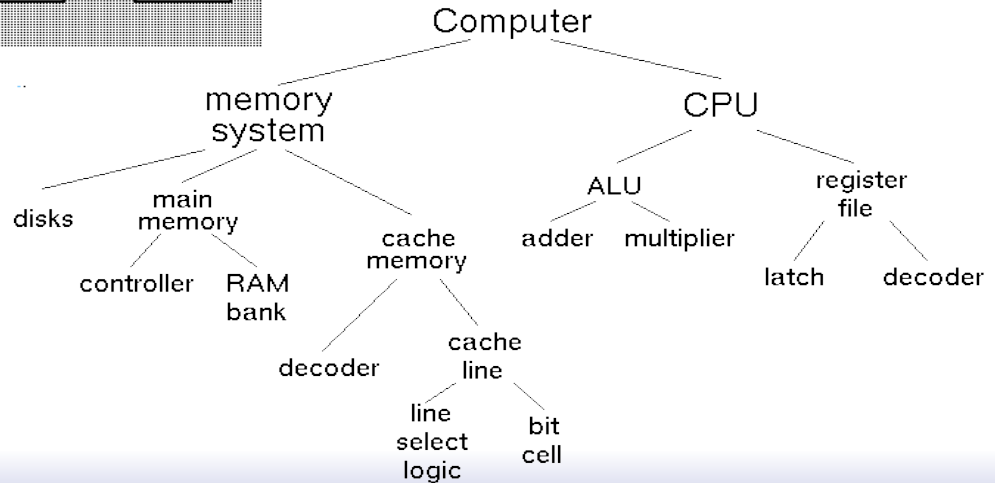 Computer
memory
system
CPU
disks
main
memory
cache
memory
ALU
register
file
controller
RAM
bank
adder
multiplier
latch
decoder
decoder
cache
line
line
select
logic
bit
cell